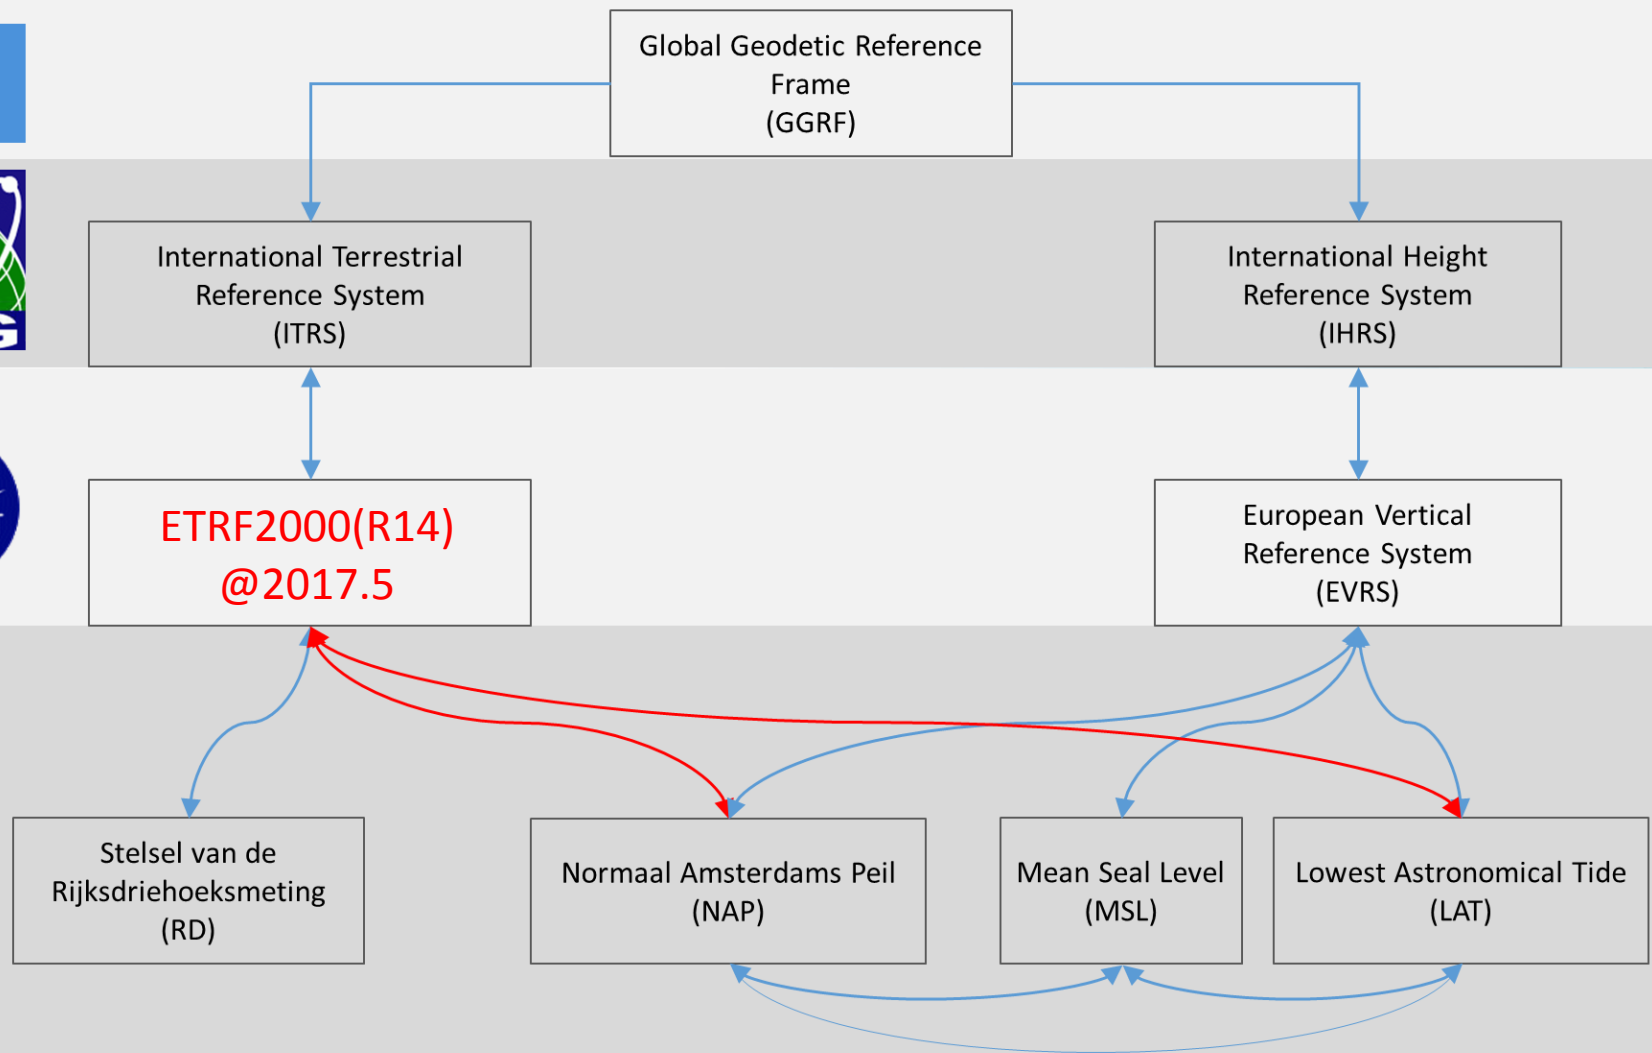 Global Geodetic Reference
Frame
(GGRF)
International Terrestrial
Reference System
(ITRS)
International Height
Reference System
(IHRS)
G
ETRF2000(R14)
@2017.5
European Vertical
Reference System
(EVRS)
Stelsel van de
Rijksdriehoeksmeting
(RD)
Normaal Amsterdams Peil
(NAP)
Mean Seal Level
(MSL)
Lowest Astronomical Tide
(LAT)